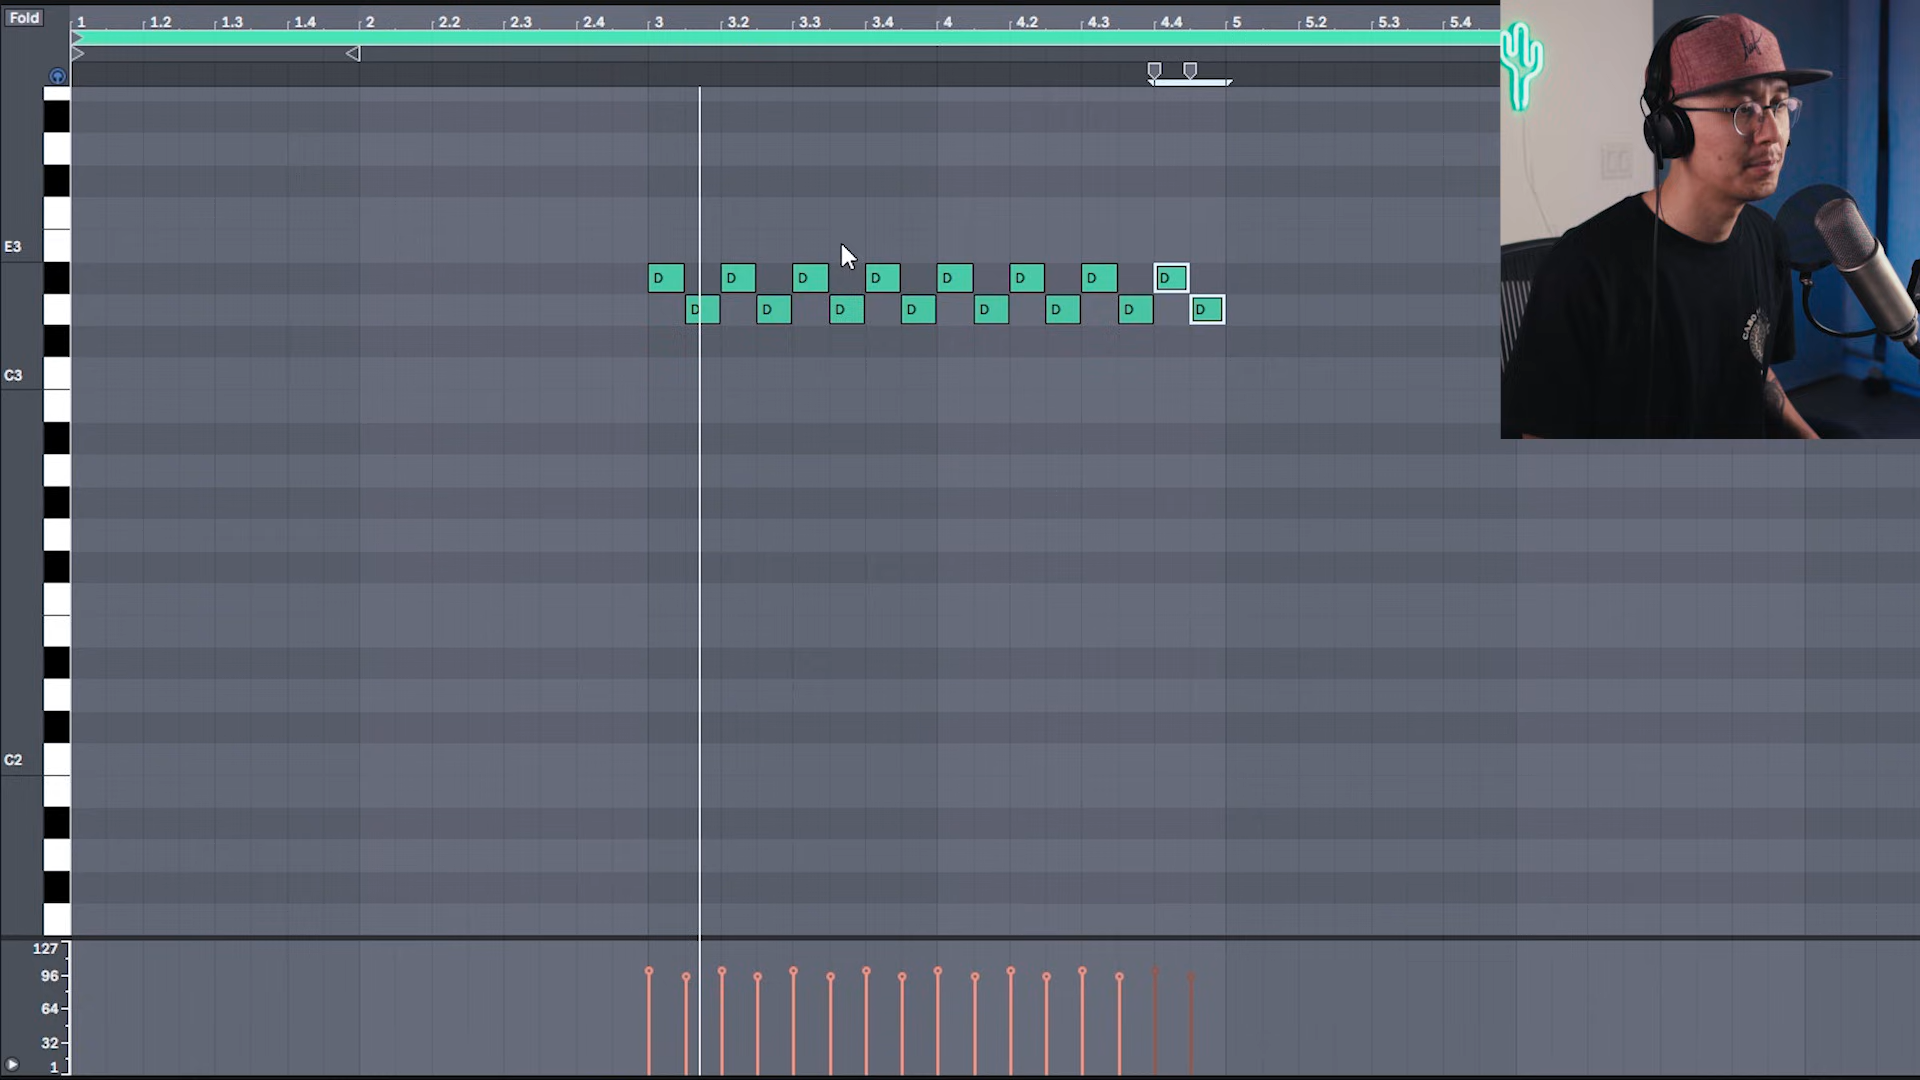 Fold
1 1.2 1.3 1.4 2 2.2 2.3 2.4 3 3.2 3.3 3.4 4 4.2 4.3 4.4 5 5.2 5.3 5.4
E3
D D D D D D D D
D D D D D D D D
C3
C2
127
96
64
32
1